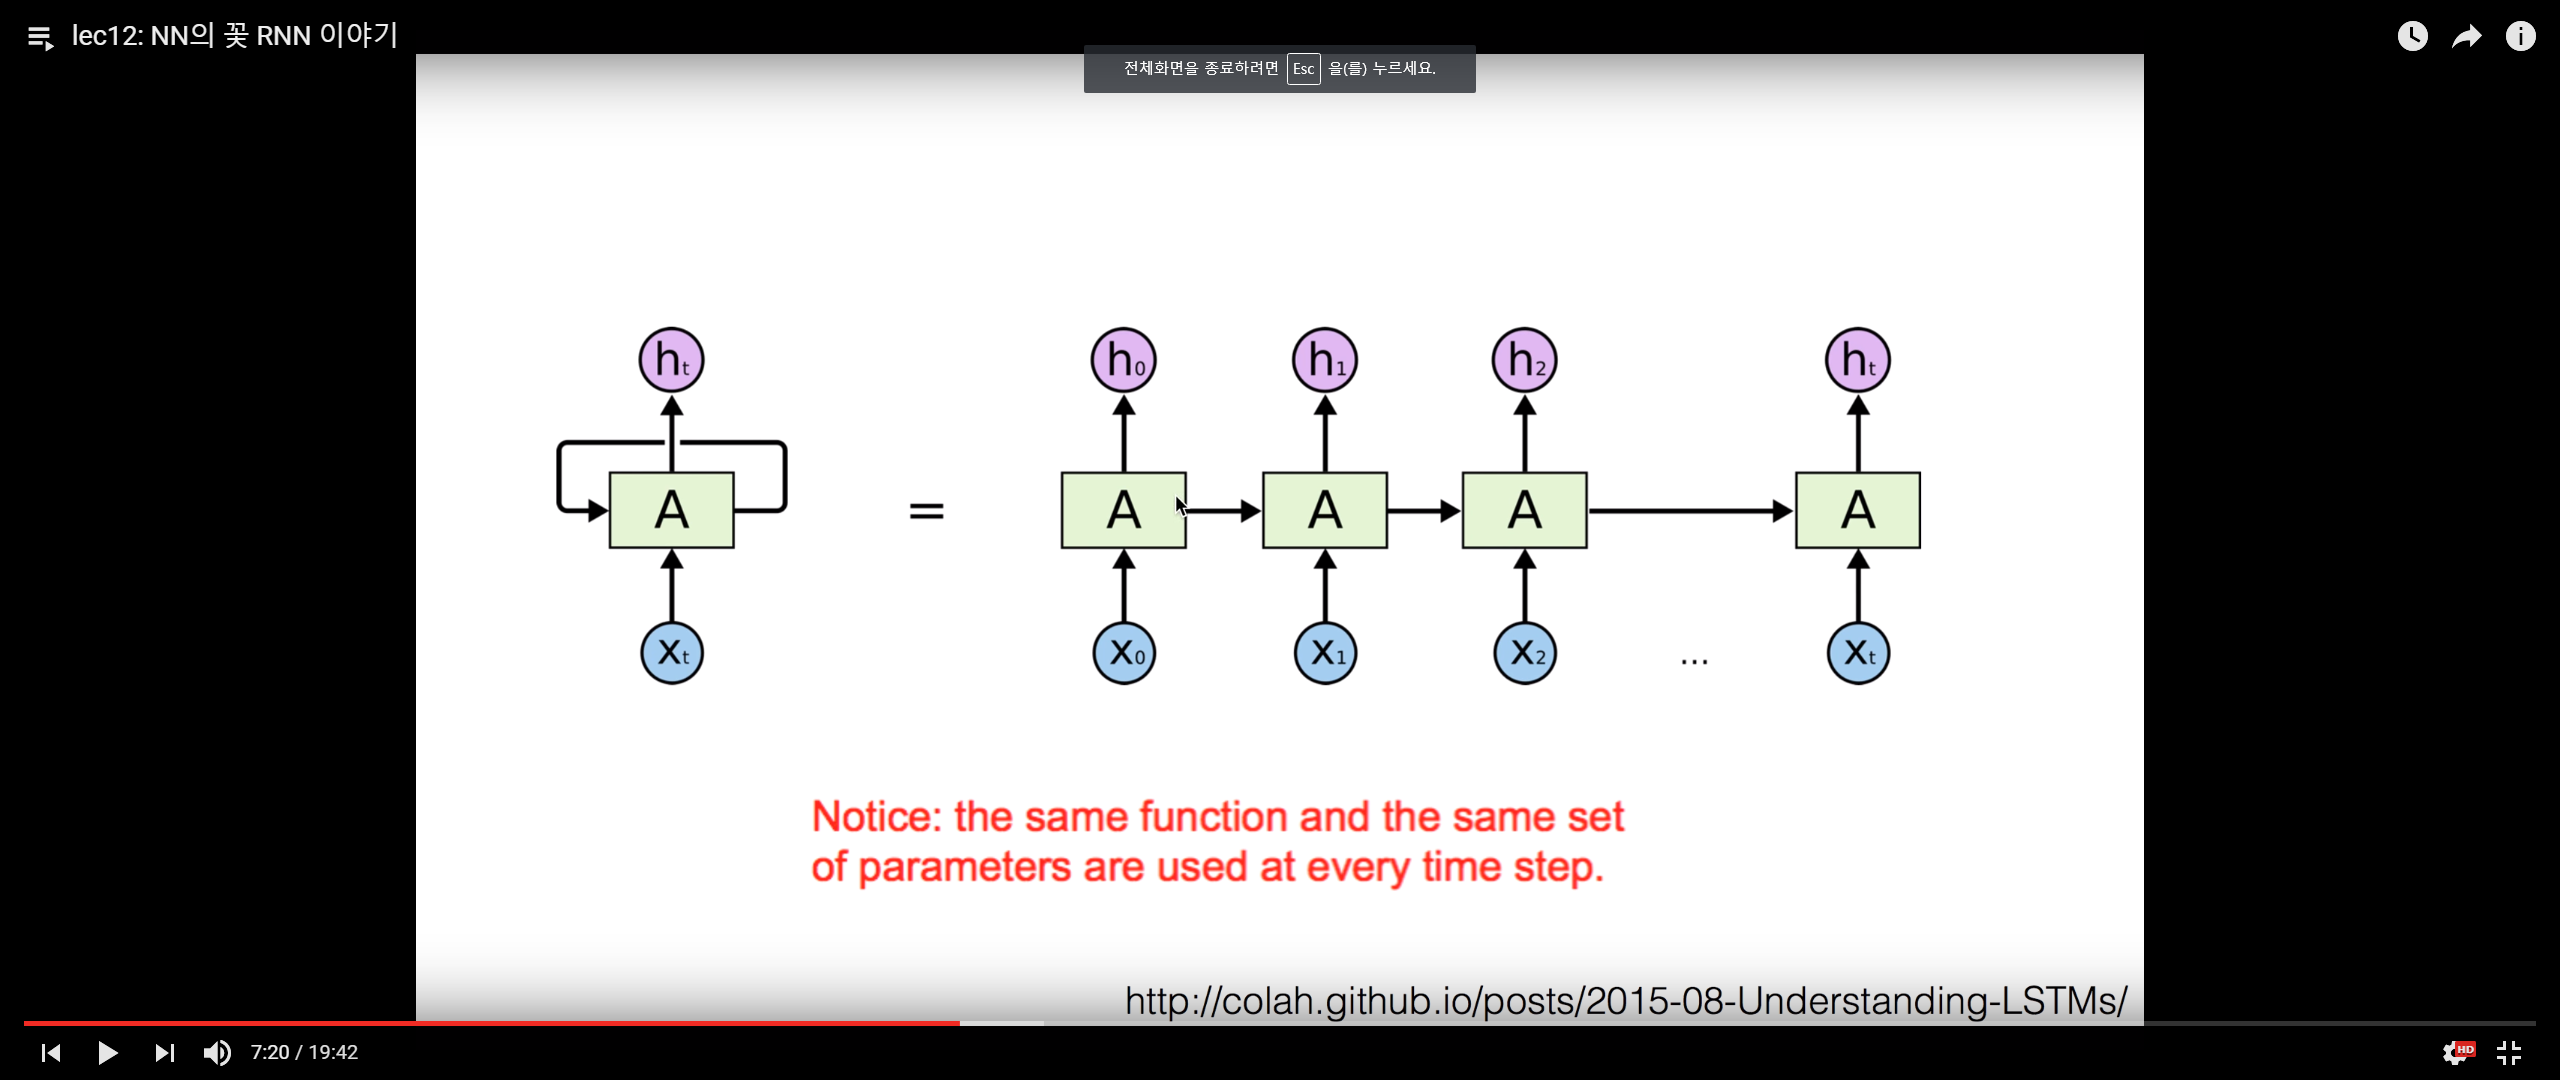 lec12: NN의 꽃 RNN 이야기
전체화면을 종료하려면 Esc 을(를) 누르세요.
ht h0 h1 h2 ht
A = A A A A
xt x0 x1 x2 ... xt
Notice: the same function and the same set
of parameters are used at every time step.
http://colah.github.io/posts/2015-08-Understanding-LSTMs/
7:20 / 19:42
HD